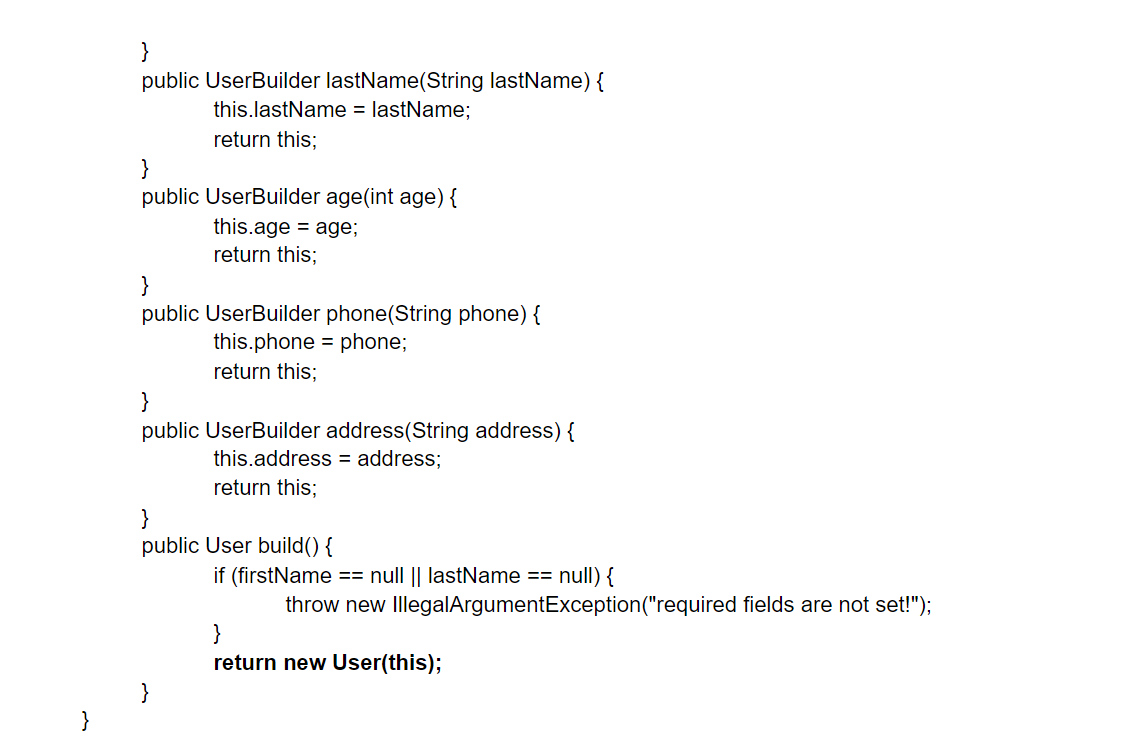 }
public UserBuilder lastName(String lastName) {
this.lastName = lastName;
return this;
}
public UserBuilder age(int age) {
this.age = age;
return this;
}
public UserBuilder phone(String phone) {
this.phone = phone;
return this;
}
public UserBuilder address(String address) {
this.address = address;
return this;
}
public User build() {
if (firstName == null || lastName == null) {
throw new IllegalArgumentException("required fields are not set!");
}
return new User(this);
}
}